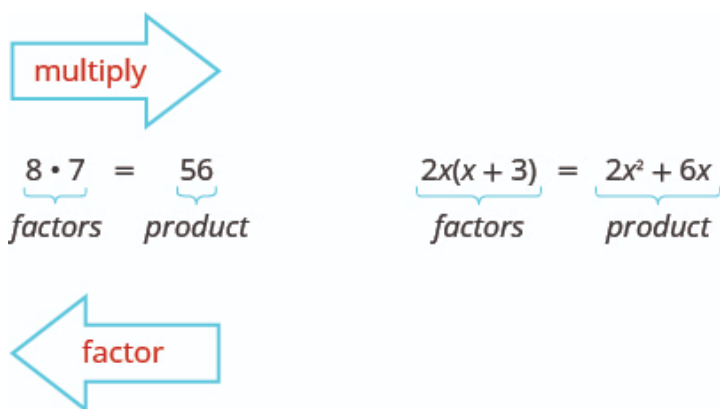 multiply
8 • 7 = 56 2x(x + 3) = 2x² + 6x
factors product factors product
factor